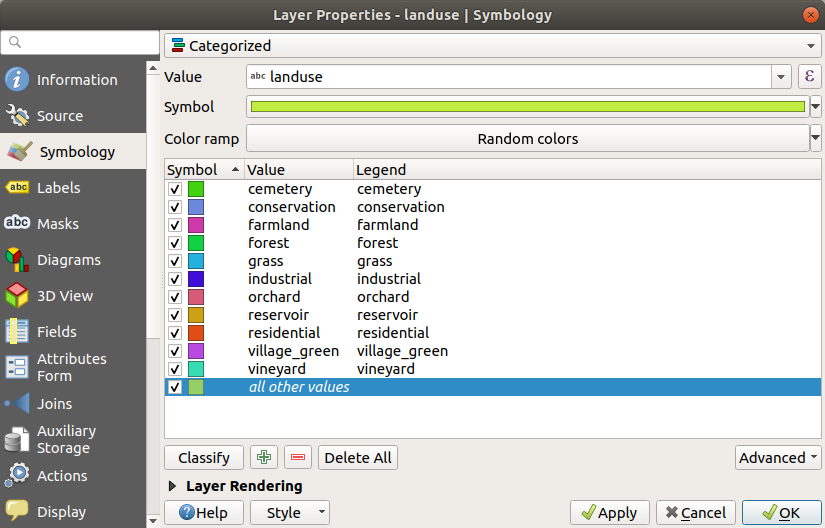 Layer Properties - landuse | Symbology
Information
Source
Symbology
Labels
Masks
Diagrams
3D View
Fields
Attributes
Form
Joins
Auxiliary
Storage
Actions
Display
Categorized
Value abc landuse ε
Symbol
Color ramp Random colors
Symbol Value Legend
cemetery cemetery
conservation conservation
farmland farmland
forest forest
grass grass
industrial industrial
orchard orchard
reservoir reservoir
residential residential
village_green village_green
vineyard vineyard
all other values
Classify Delete All Advanced
Layer Rendering
Help Style Apply Cancel OK
abc
abc